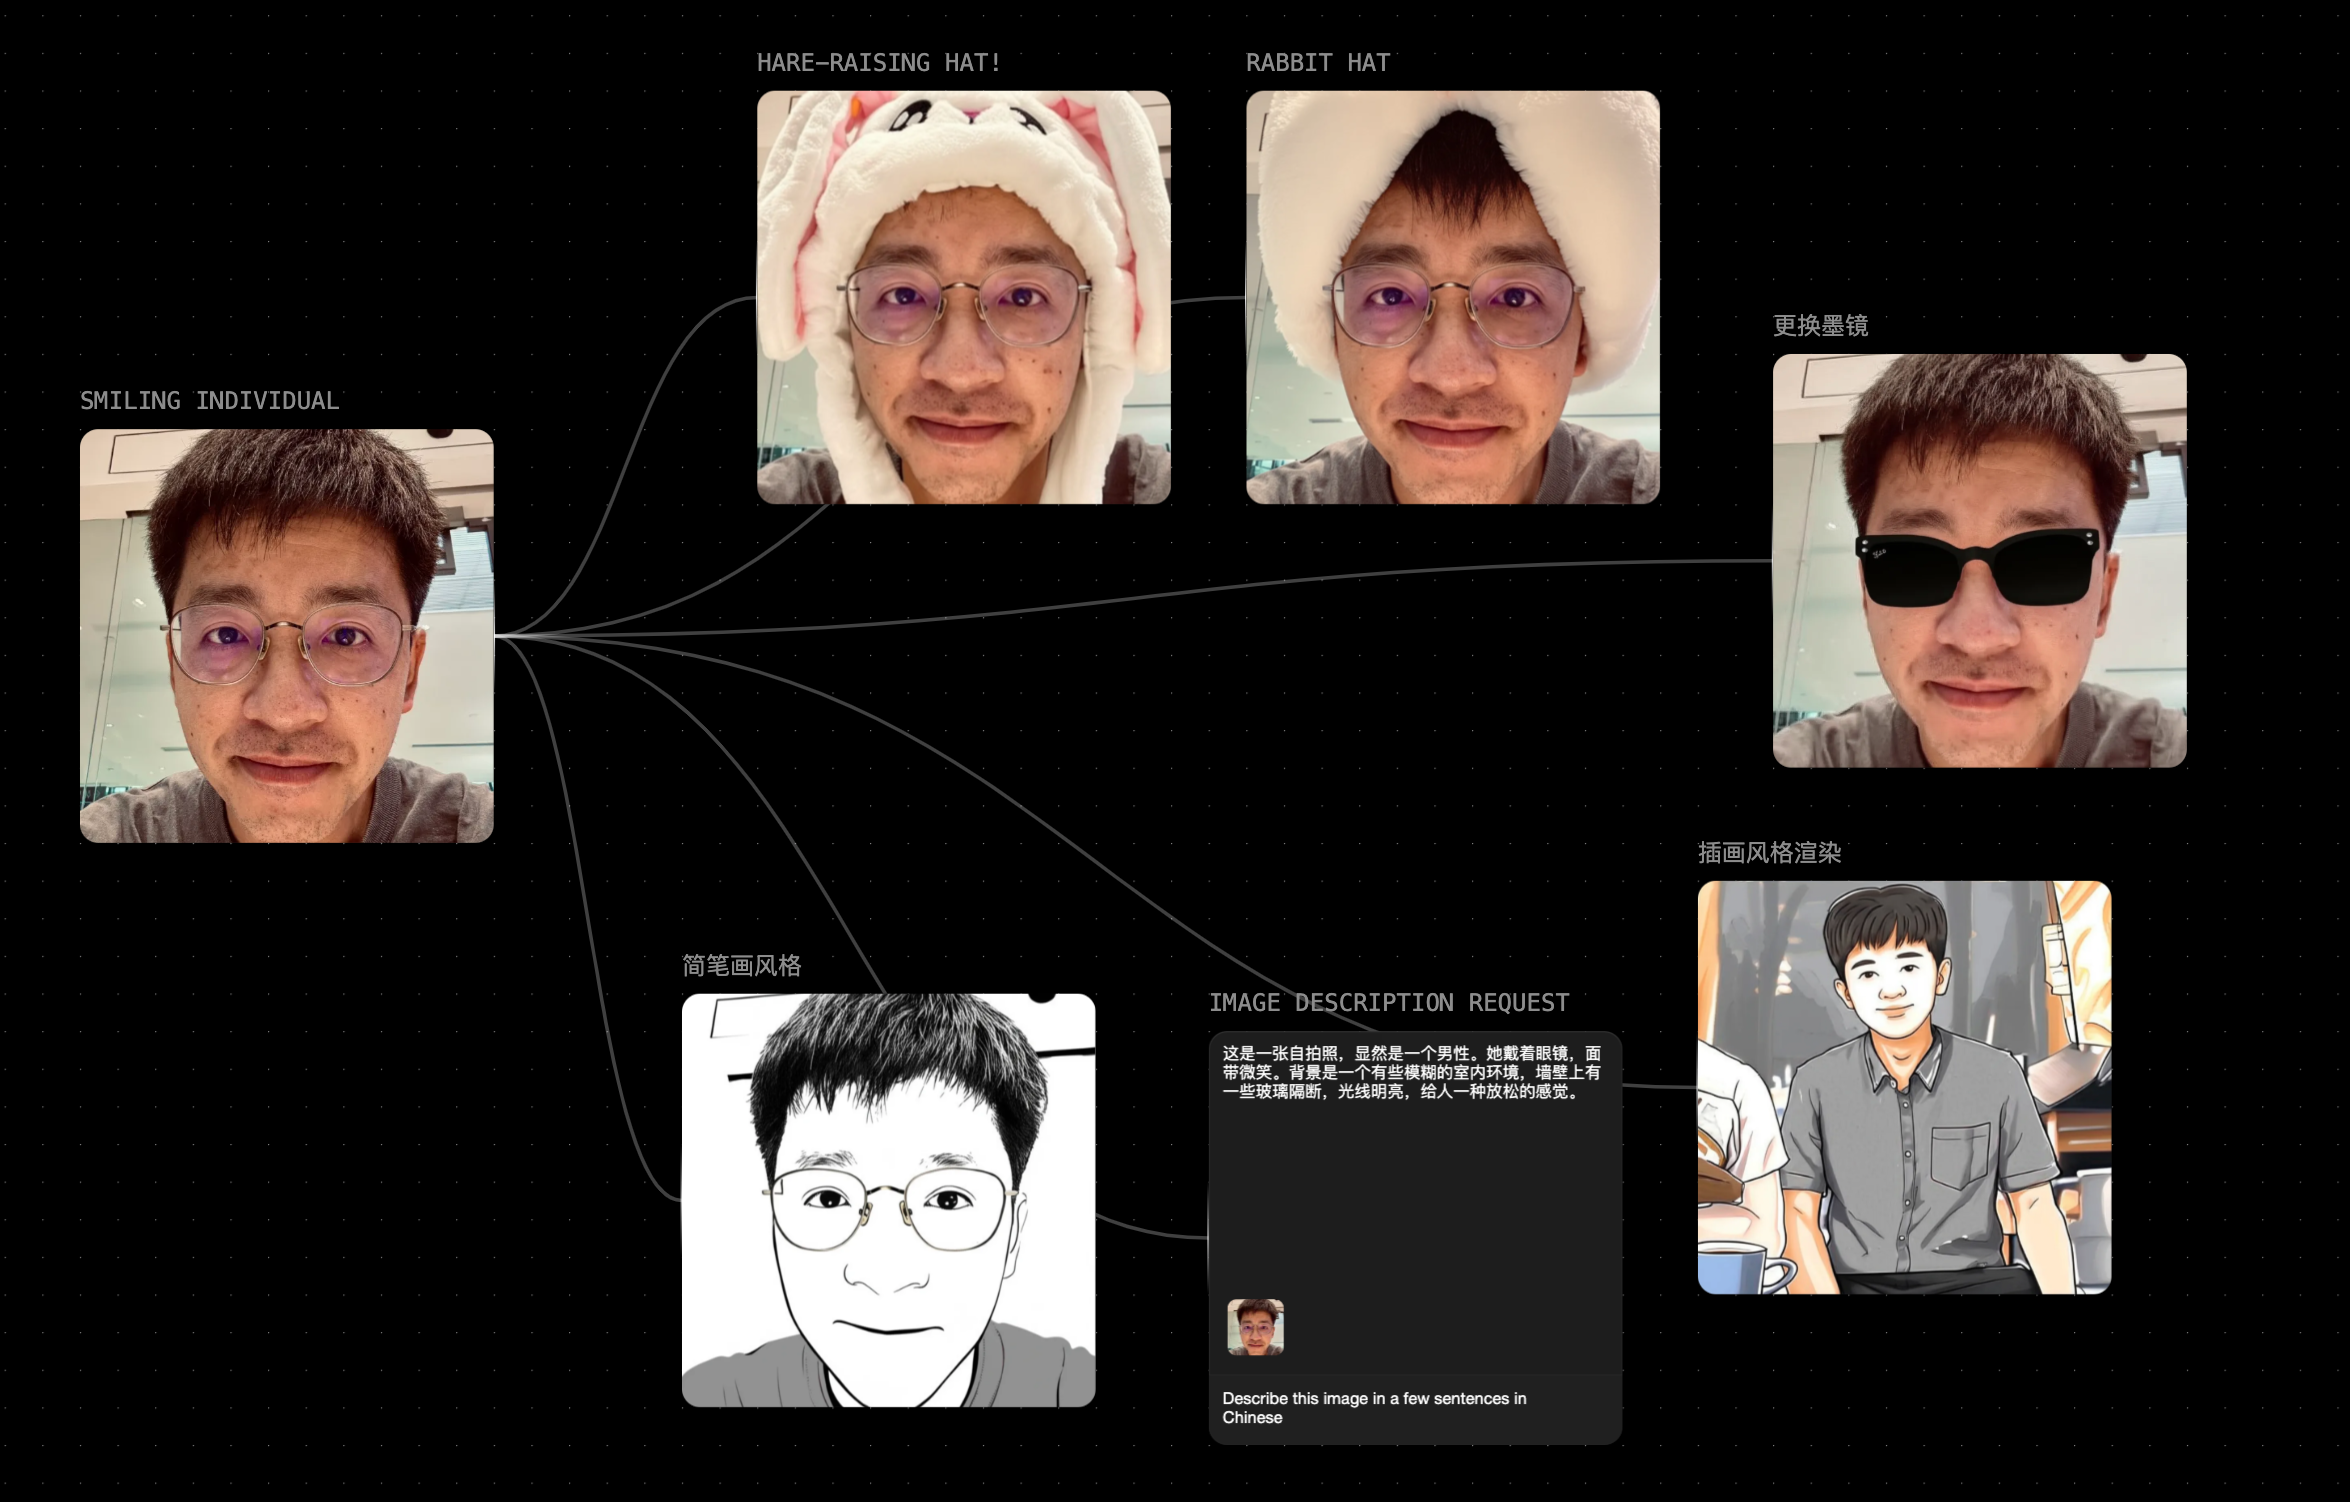 HARE-RAISING HAT!
RABBIT HAT
更换墨镜
SMILING INDIVIDUAL
插画风格渲染
简笔画风格
IMAGE DESCRIPTION REQUEST
这是一张自拍照，显然是一个男性。她戴着眼镜，面
带微笑。背景是一个有些模糊的室内环境，墙壁上有
一些玻璃隔断，光线明亮，给人一种放松的感觉。
Describe this image in a few sentences in
Chinese